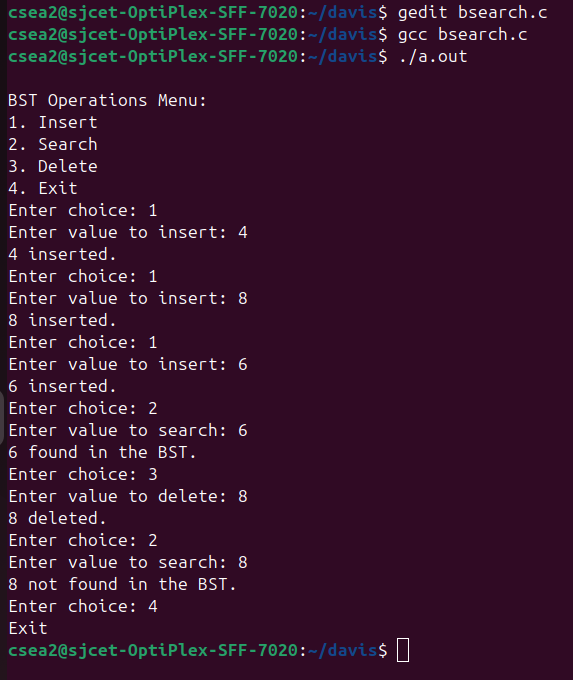 csea2@sjcet-OptiPlex-SFF-7020:~/davis$ gedit bsearch.c
csea2@sjcet-OptiPlex-SFF-7020:~/davis$ gcc bsearch.c
csea2@sjcet-OptiPlex-SFF-7020:~/davis$ ./a.out
BST Operations Menu:
1. Insert
2. Search
3. Delete
4. Exit
Enter choice: 1
Enter value to insert: 4
4 inserted.
Enter choice: 1
Enter value to insert: 8
8 inserted.
Enter choice: 1
Enter value to insert: 6
6 inserted.
Enter choice: 2
Enter value to search: 6
6 found in the BST.
Enter choice: 3
Enter value to delete: 8
8 deleted.
Enter choice: 2
Enter value to search: 8
8 not found in the BST.
Enter choice: 4
Exit
csea2@sjcet-OptiPlex-SFF-7020:~/davis$